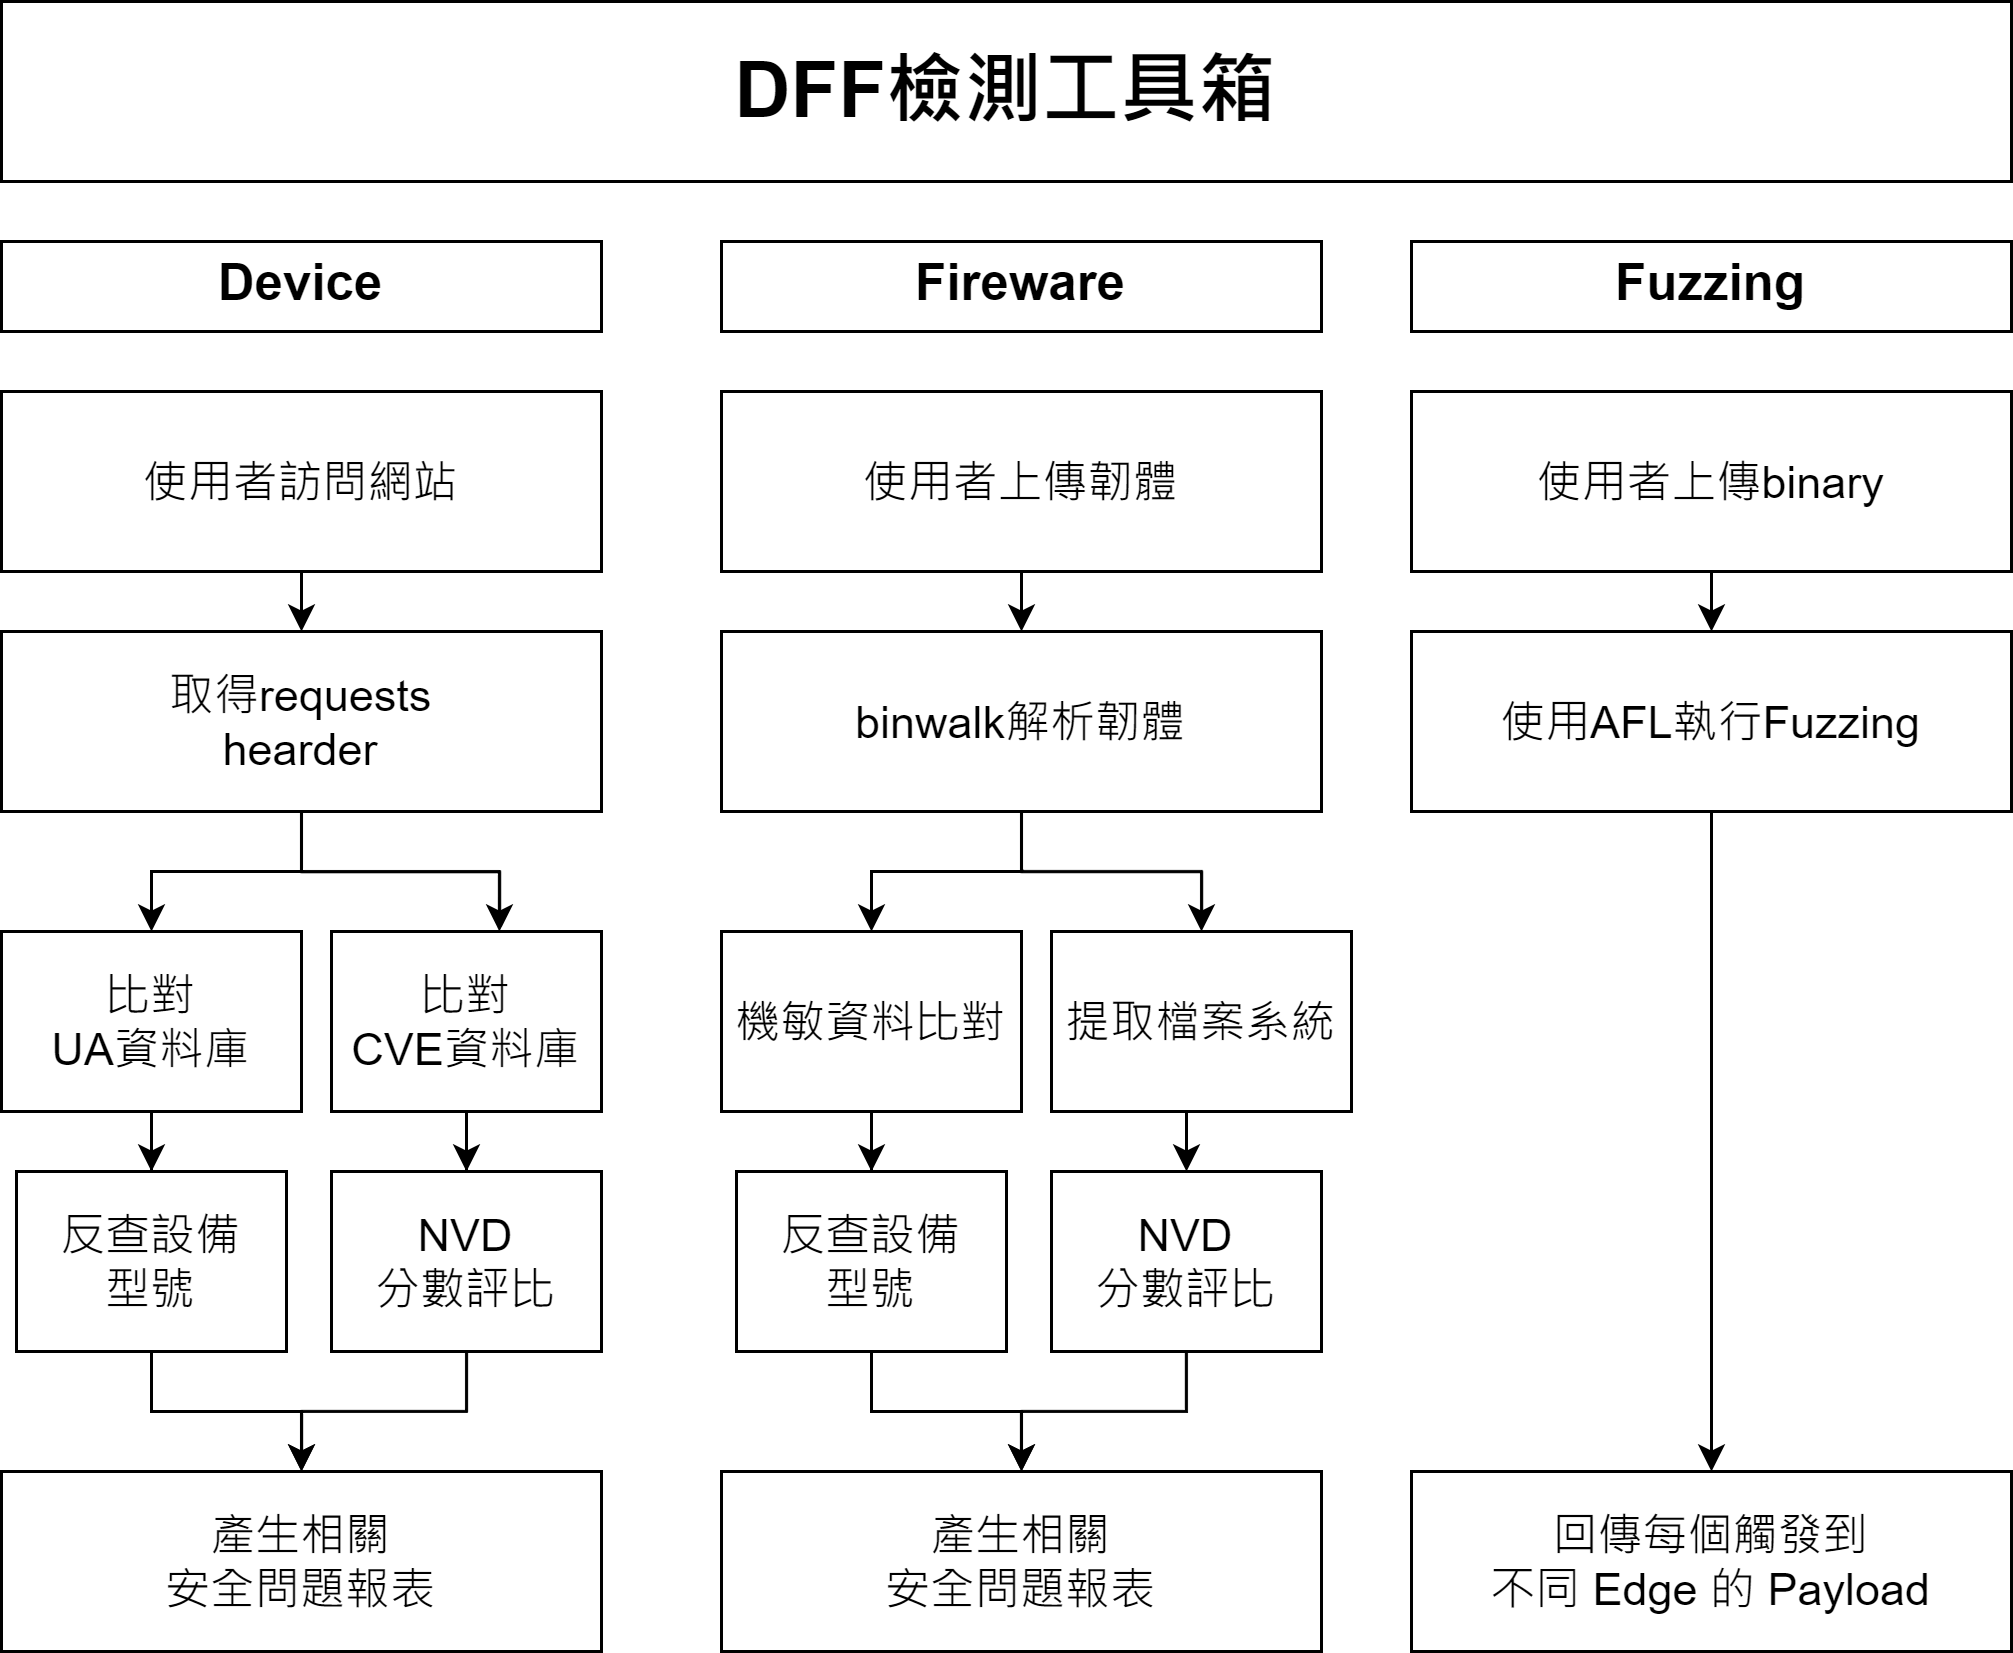 DFF檢測工具箱
Device
Fireware
Fuzzing
使用者訪問網站
使用者上傳韌體
使用者上傳binary
取得requests
hearder
binwalk解析韌體
使用AFL執行Fuzzing
比對
UA資料庫
比對
CVE資料庫
機敏資料比對
提取檔案系統
反查設備
型號
NVD
分數評比
反查設備
型號
NVD
分數評比
產生相關
安全問題報表
產生相關
安全問題報表
回傳每個觸發到
不同 Edge 的 Payload